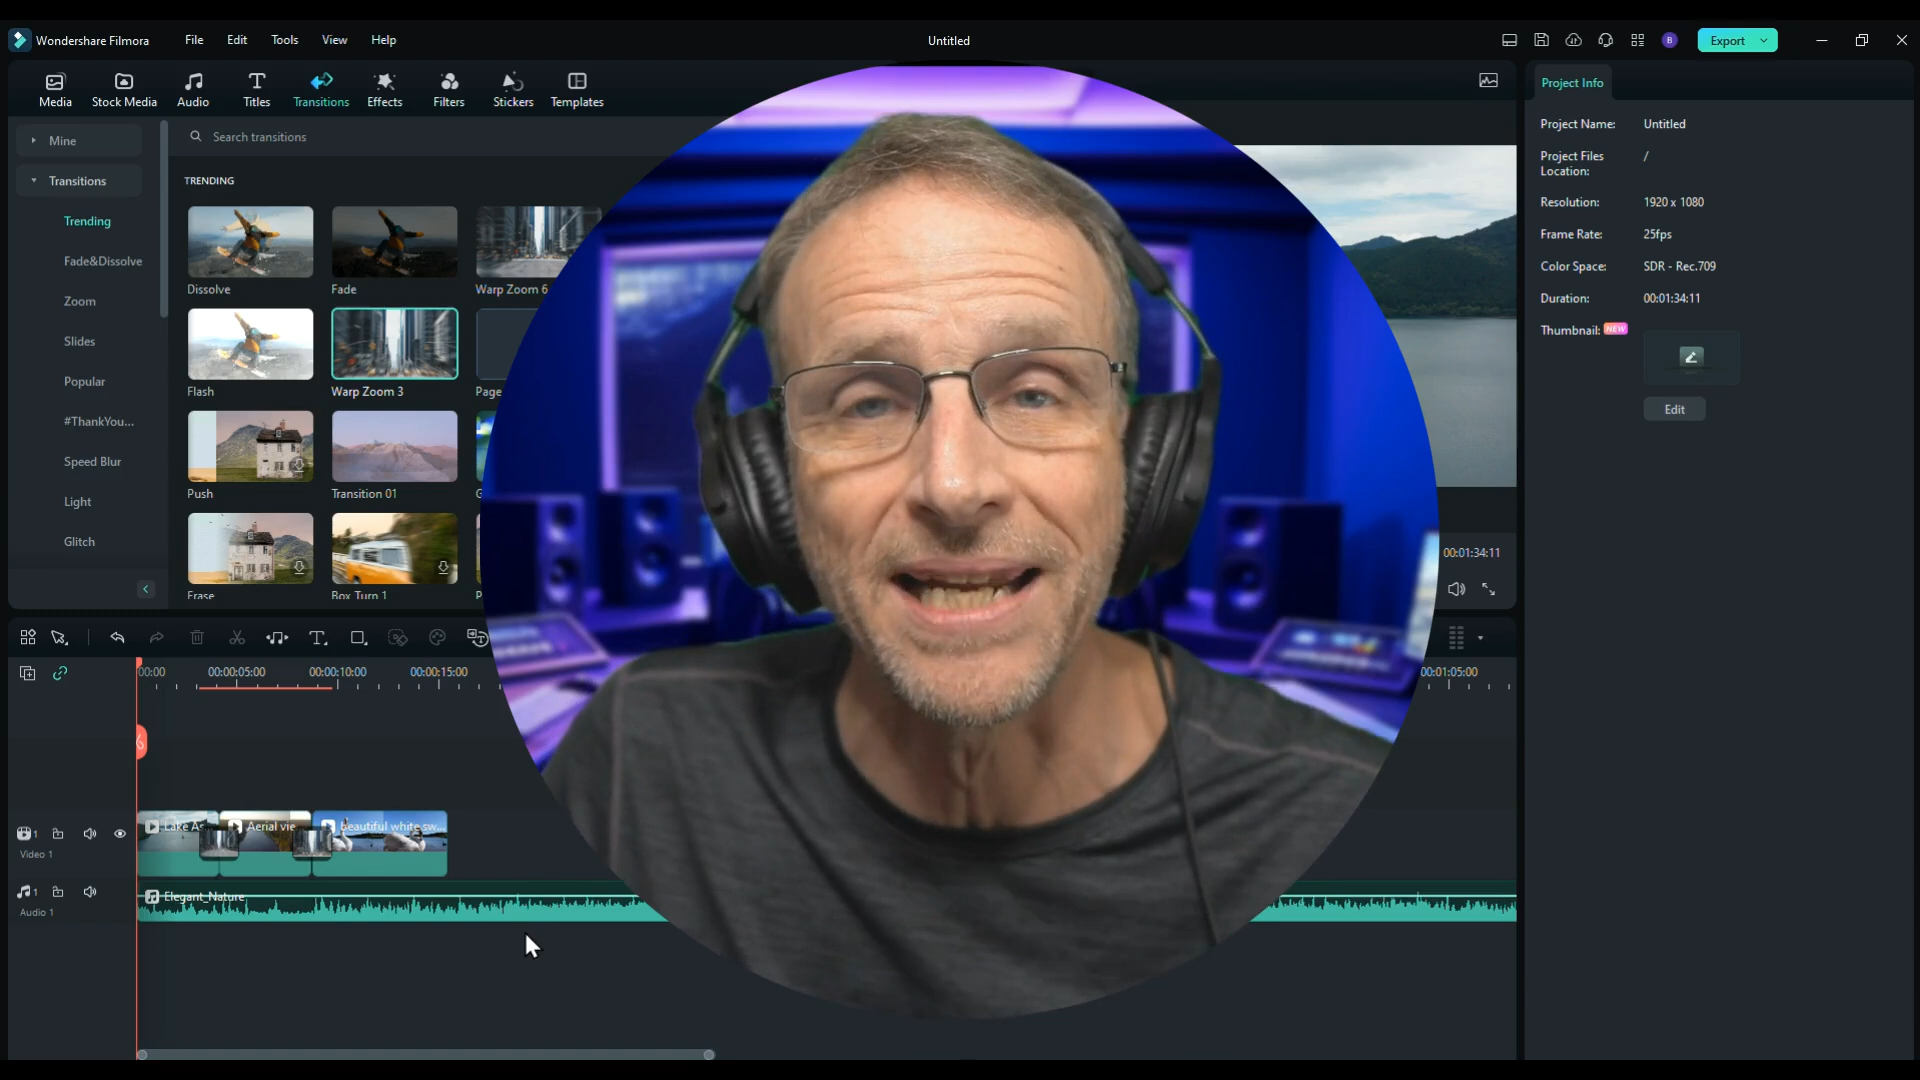 Wondershare Filmora File Edit Tools View Help Untitled B Export
Media Stock Media Audio Titles Transitions Effects Filters Stickers Templates
Project Info
Mine
Search transitions
Transitions
TRENDING
Trending
Fade&Dissolve
Zoom
Slides
Popular
#ThankYou...
Speed Blur
Light
Glitch
Dissolve Fade Warp Zoom 6
Flash Warp Zoom 3 Page
Push Transition 01
Erase Box Turn 1
Project Name: Untitled
Project Files Location: /
Resolution: 1920 x 1080
Frame Rate: 25fps
Color Space: SDR - Rec.709
Duration: 00:01:34:11
Thumbnail: NEW
Edit
00:01:34:11
00:00 00:00:05:00 00:00:10:00 00:00:15:00 00:01:05:00
1
Video 1
Lake As Aerial vie beautiful white sw...
1
Audio 1
Elegant_Nature